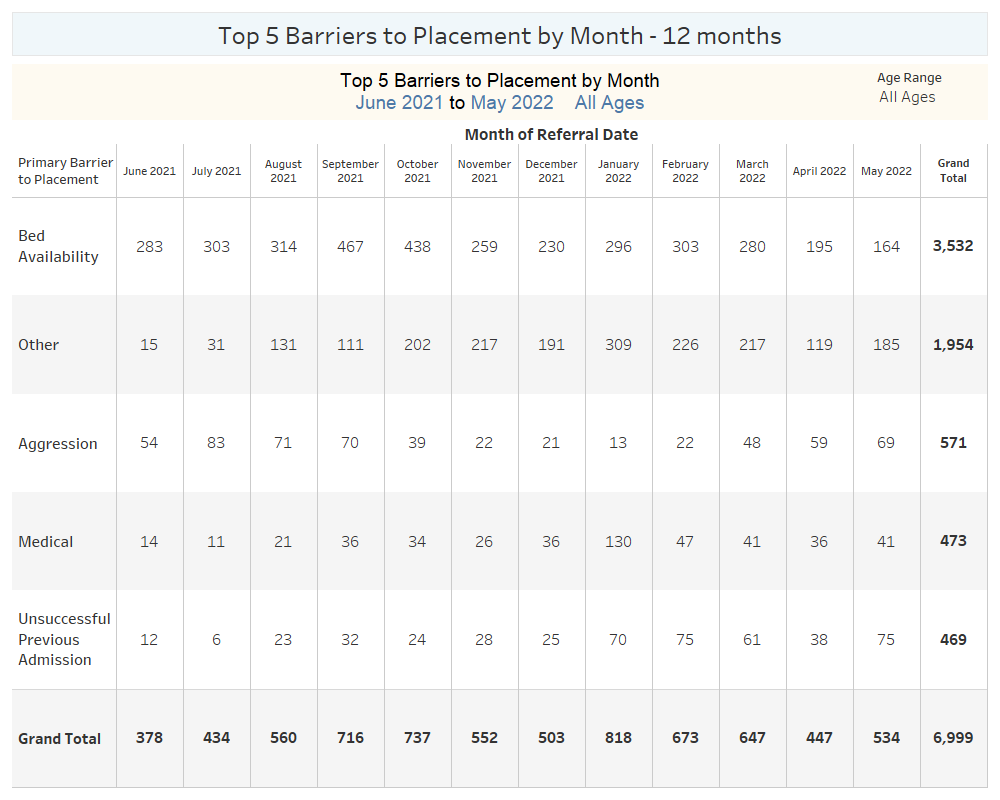 Top 5 Barriers to Placement by Month - 12 months
Top 5 Barriers to Placement by Month
June 2021 to May 2022 All Ages
Age Range
All Ages
Month of Referral Date
Primary Barrier to Placement June 2021 July 2021 August 2021 September 2021 October 2021 November 2021 December 2021 January 2022 February 2022 March 2022 April 2022 May 2022 Grand Total
Bed Availability 283 303 314 467 438 259 230 296 303 280 195 164 3,532
Other 15 31 131 111 202 217 191 309 226 217 119 185 1,954
Aggression 54 83 71 70 39 22 21 13 22 48 59 69 571
Medical 14 11 21 36 34 26 36 130 47 41 36 41 473
Unsuccessful Previous Admission 12 6 23 32 24 28 25 70 75 61 38 75 469
Grand Total 378 434 560 716 737 552 503 818 673 647 447 534 6,999